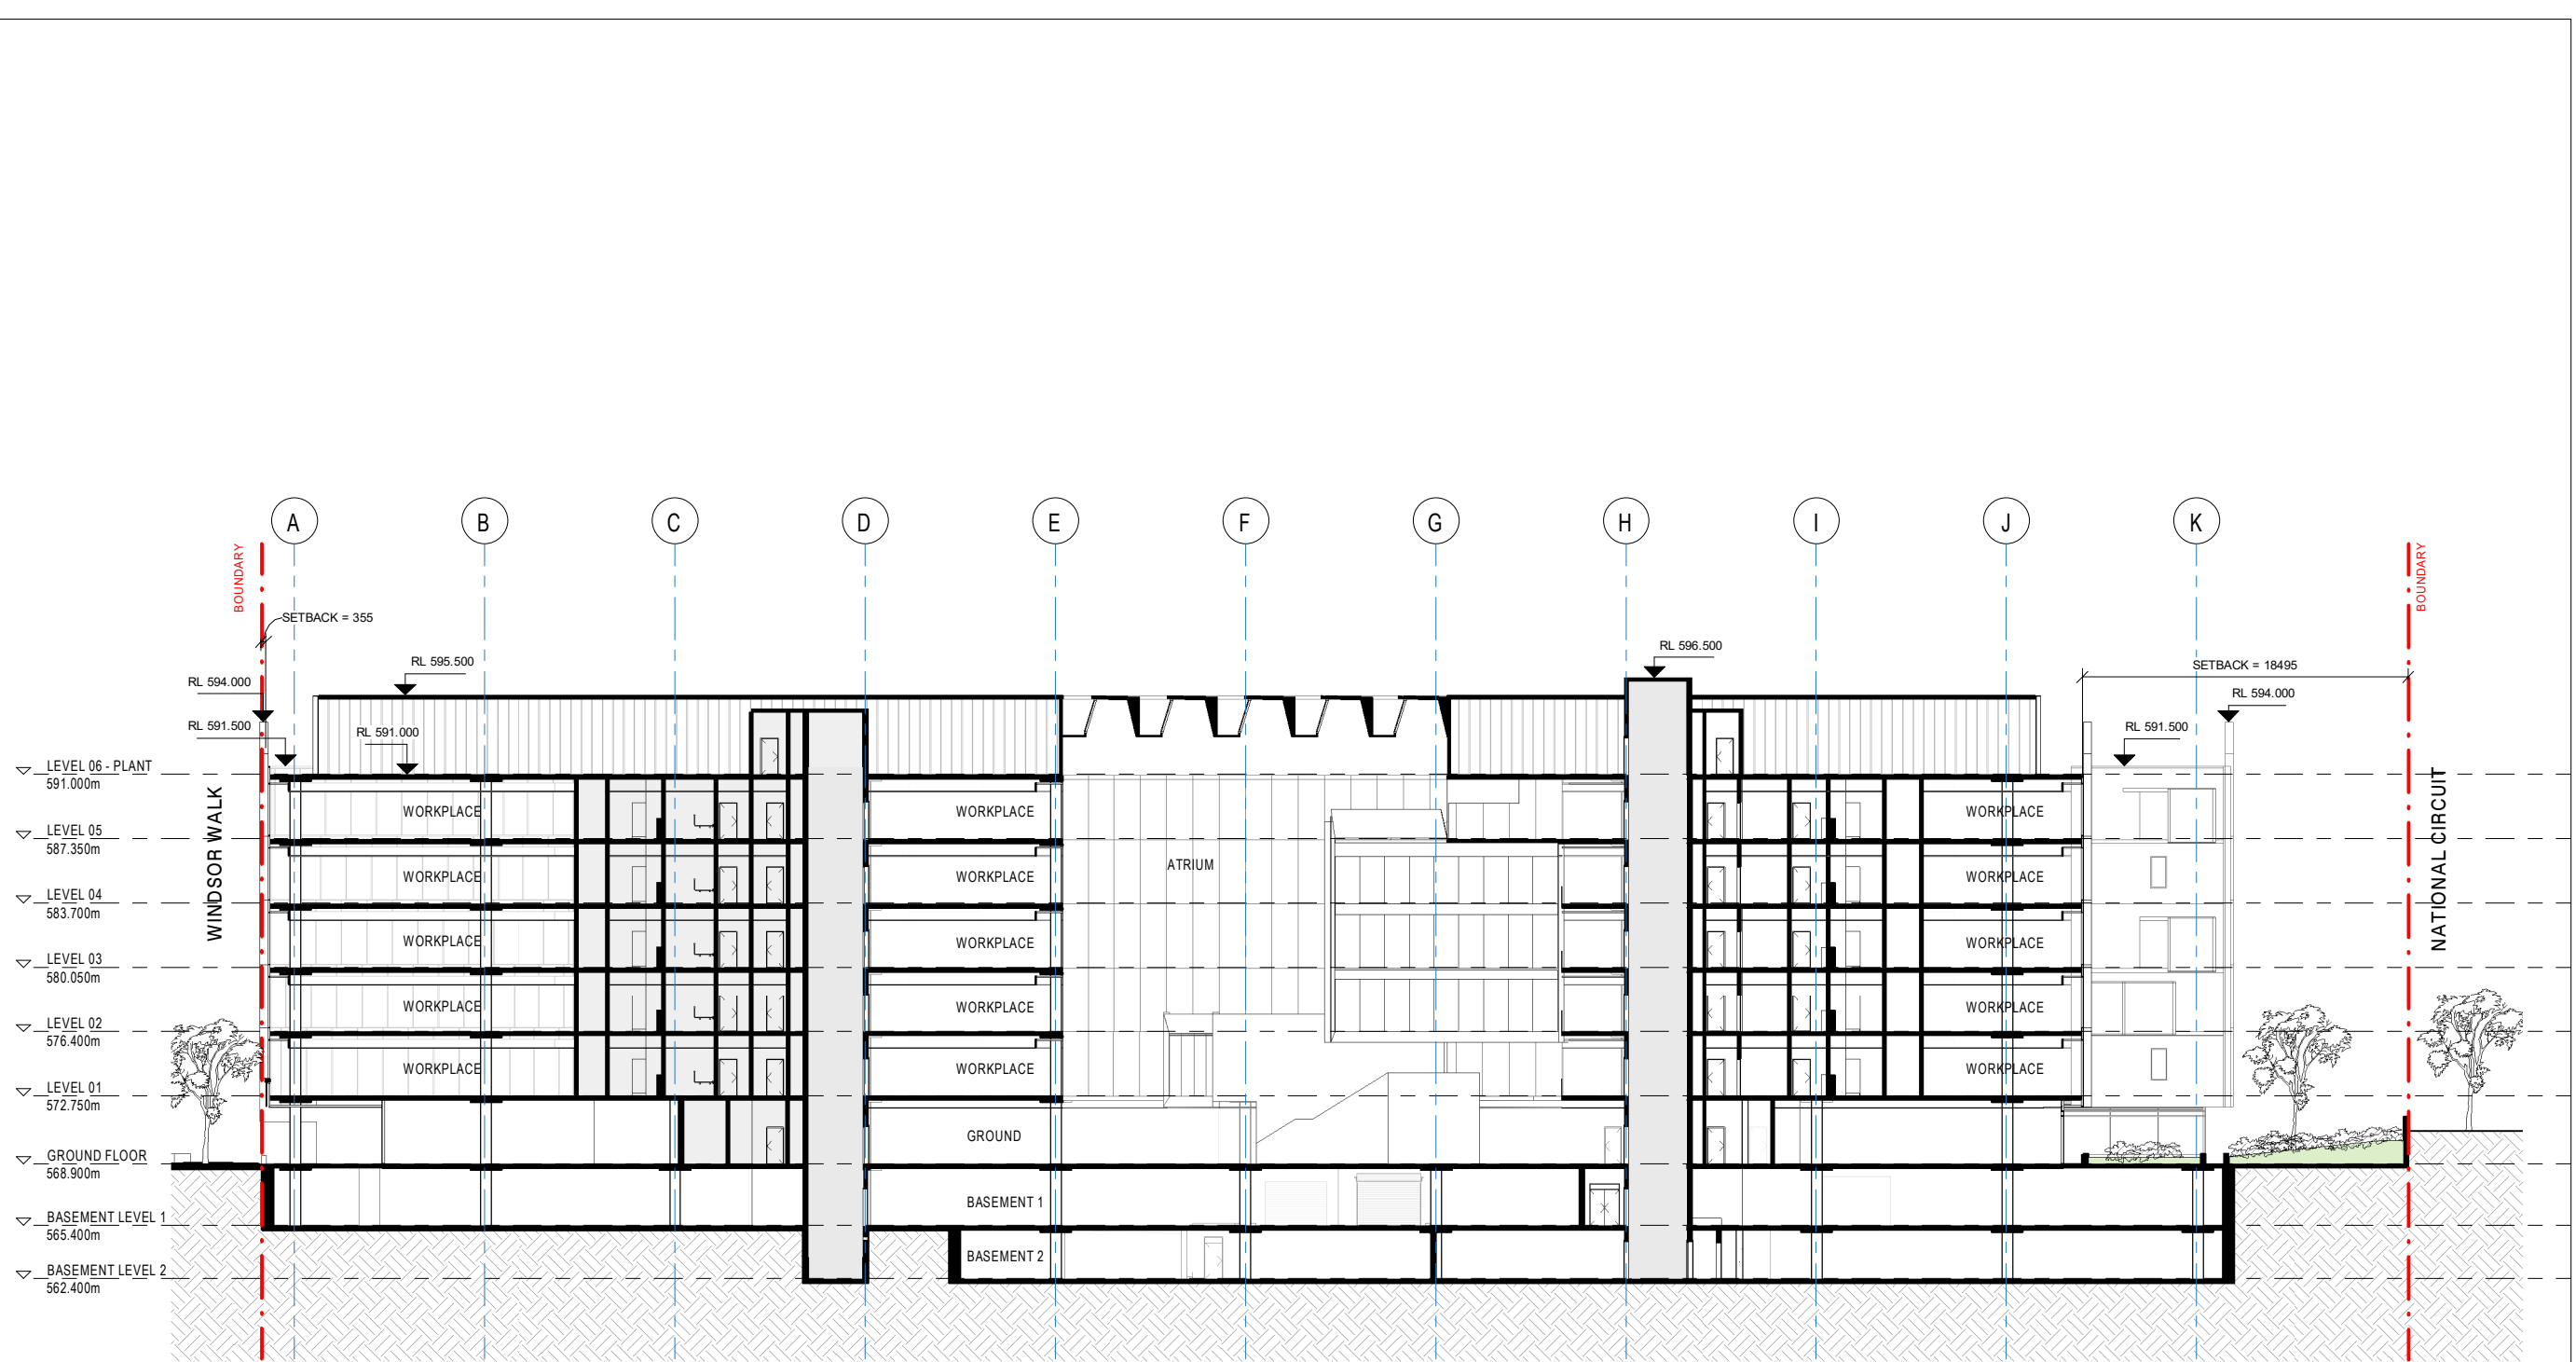 A B C D E F G H I J K
BOUNDARY
BOUNDARY
SETBACK = 355
RL 595.500
RL 596.500
SETBACK = 18495
RL 594.000
RL 594.000
RL 591.500
RL 591.000
RL 591.500
LEVEL 06 - PLANT
591.000m
WINDSOR WALK
NATIONAL CIRCUIT
WORKPLACE WORKPLACE WORKPLACE
LEVEL 05
587.350m
ATRIUM
WORKPLACE WORKPLACE WORKPLACE
LEVEL 04
583.700m
WORKPLACE WORKPLACE WORKPLACE
LEVEL 03
580.050m
WORKPLACE WORKPLACE WORKPLACE
LEVEL 02
576.400m
WORKPLACE WORKPLACE WORKPLACE
LEVEL 01
572.750m
GROUND
GROUND FLOOR
568.900m
BASEMENT 1
BASEMENT LEVEL 1
565.400m
BASEMENT 2
BASEMENT LEVEL 2
562.400m